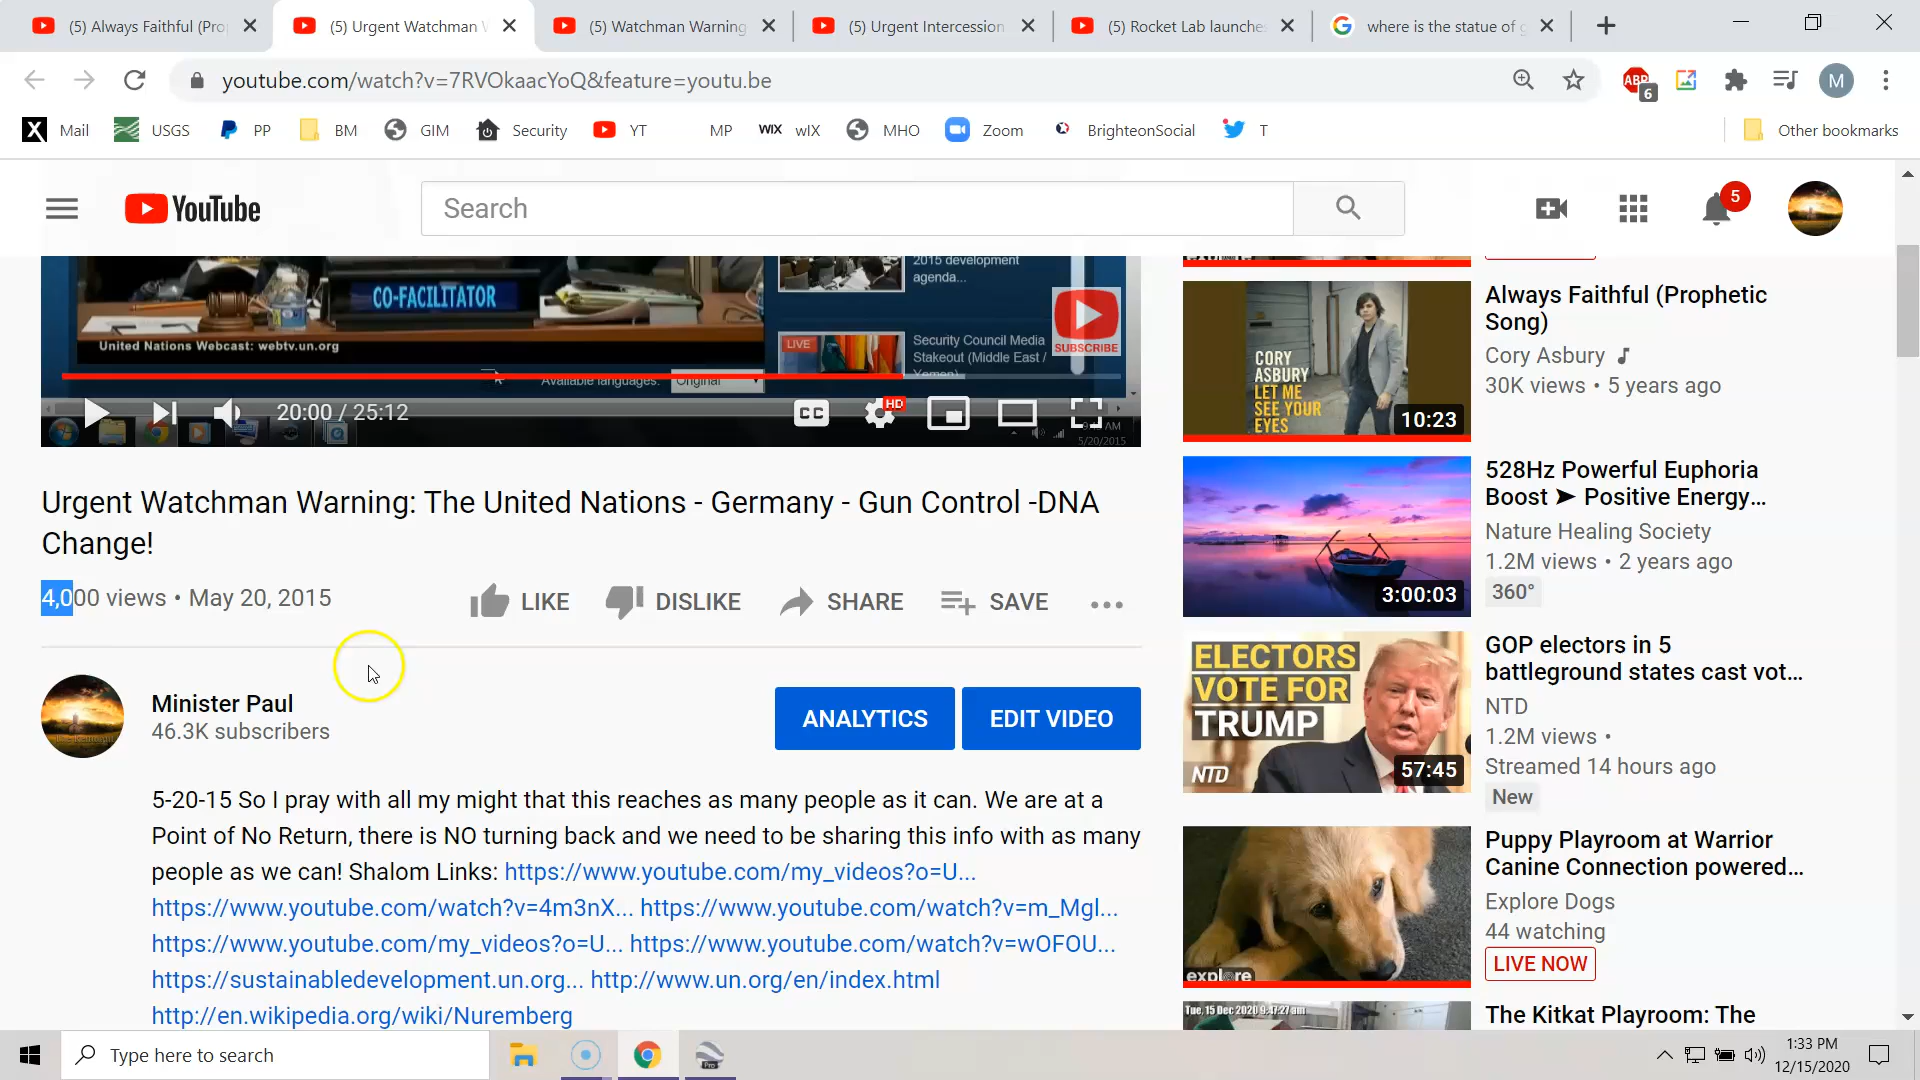 (5) Always Faithful (Pro
(5) Urgent Watchman W
(5) Watchman Warning
(5) Urgent Intercession
(5) Rocket Lab launche
where is the statue of g
youtube.com/watch?v=7RVOkaacYoQ&feature=youtu.be
ABP
6
M
X Mail
USGS
PP
BM
GIM
Security
YT
MP
WIX wIX
MHO
Zoom
BrighteonSocial
T
Other bookmarks
YouTube
Search
5
CO-FACILITATOR
United Nations Webcast: webtv.un.org
2015 development
agenda...
LIVE
Security Council Media
Stakeout (Middle East /
Yemen)
SUBSCRIBE
Available languages:
Original
20:00 / 25:12
CC
HD
5/20/2015
Urgent Watchman Warning: The United Nations - Germany - Gun Control -DNA
Change!
4,000 views • May 20, 2015
LIKE
DISLIKE
SHARE
SAVE
Minister Paul
46.3K subscribers
ANALYTICS
EDIT VIDEO
5-20-15 So I pray with all my might that this reaches as many people as it can. We are at a
Point of No Return, there is NO turning back and we need to be sharing this info with as many
people as we can! Shalom Links: https://www.youtube.com/my_videos?o=U...
https://www.youtube.com/watch?v=4m3nX... https://www.youtube.com/watch?v=m_Mgl...
https://www.youtube.com/my_videos?o=U... https://www.youtube.com/watch?v=wOFOU...
https://sustainabledevelopment.un.org... http://www.un.org/en/index.html
http://en.wikipedia.org/wiki/Nuremberg
CORY
ASBURY
LET ME
SEE YOUR
EYES
10:23
Always Faithful (Prophetic
Song)
Cory Asbury
30K views • 5 years ago
3:00:03
528Hz Powerful Euphoria
Boost ➤ Positive Energy...
Nature Healing Society
1.2M views • 2 years ago
360°
ELECTORS
VOTE FOR
TRUMP
NTD
57:45
GOP electors in 5
battleground states cast vot...
NTD
1.2M views •
Streamed 14 hours ago
New
explore
Puppy Playroom at Warrior
Canine Connection powered...
Explore Dogs
44 watching
LIVE NOW
Tue, 15 Dec 2020 9:47:27 am
The Kitkat Playroom: The
Type here to search
Pro
1:33 PM
12/15/2020